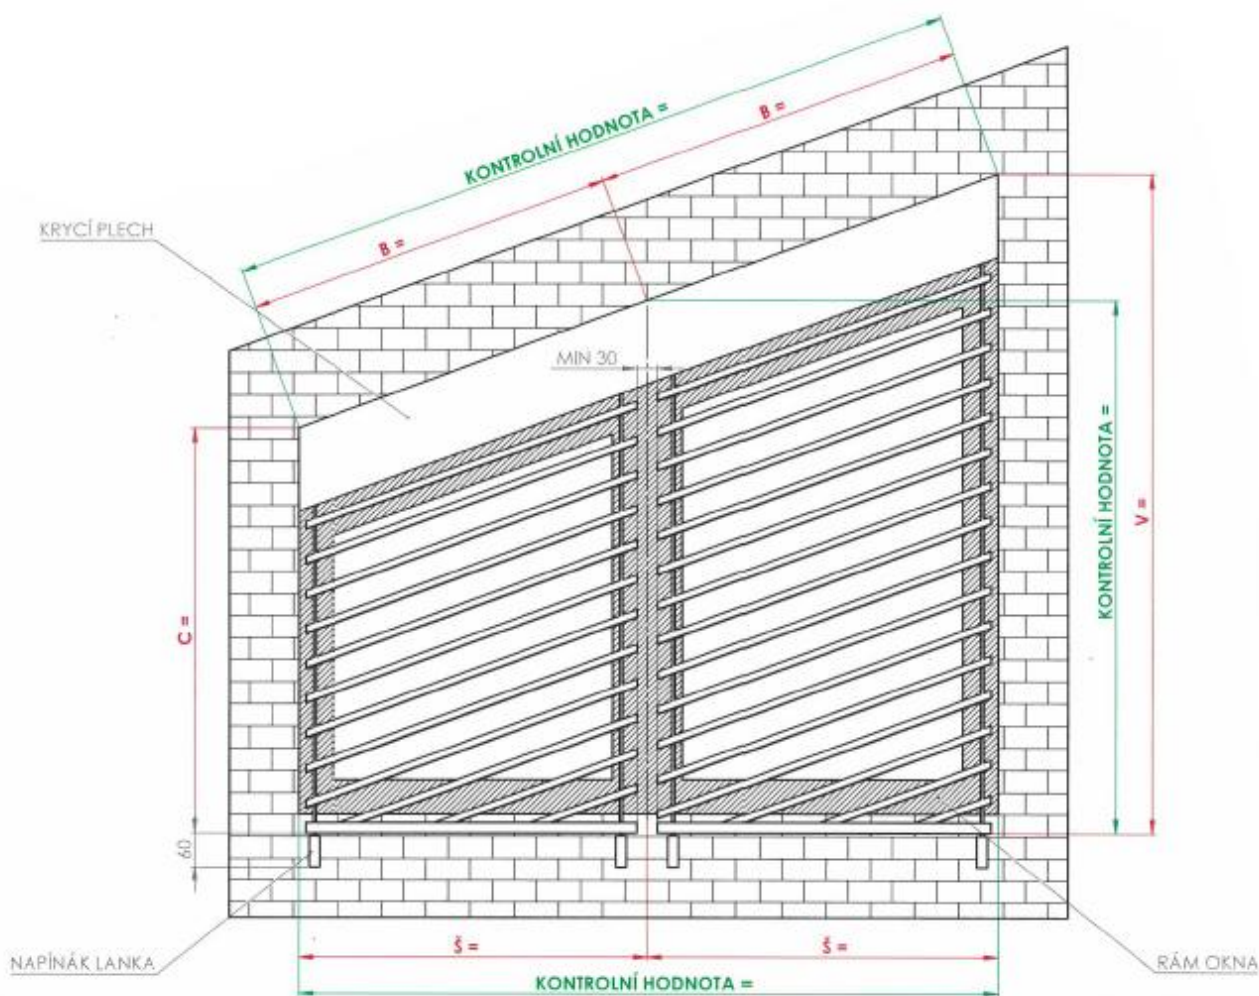 KONTROLNÍ HODNOTA =
B =
B =
KRYCÍ PLECH
MIN 30
KONTROLNÍ HODNOTA =
V =
C =
60
NAPÍNÁK LANKA
Š =
Š =
RÁM OKNA
KONTROLNÍ HODNOTA =